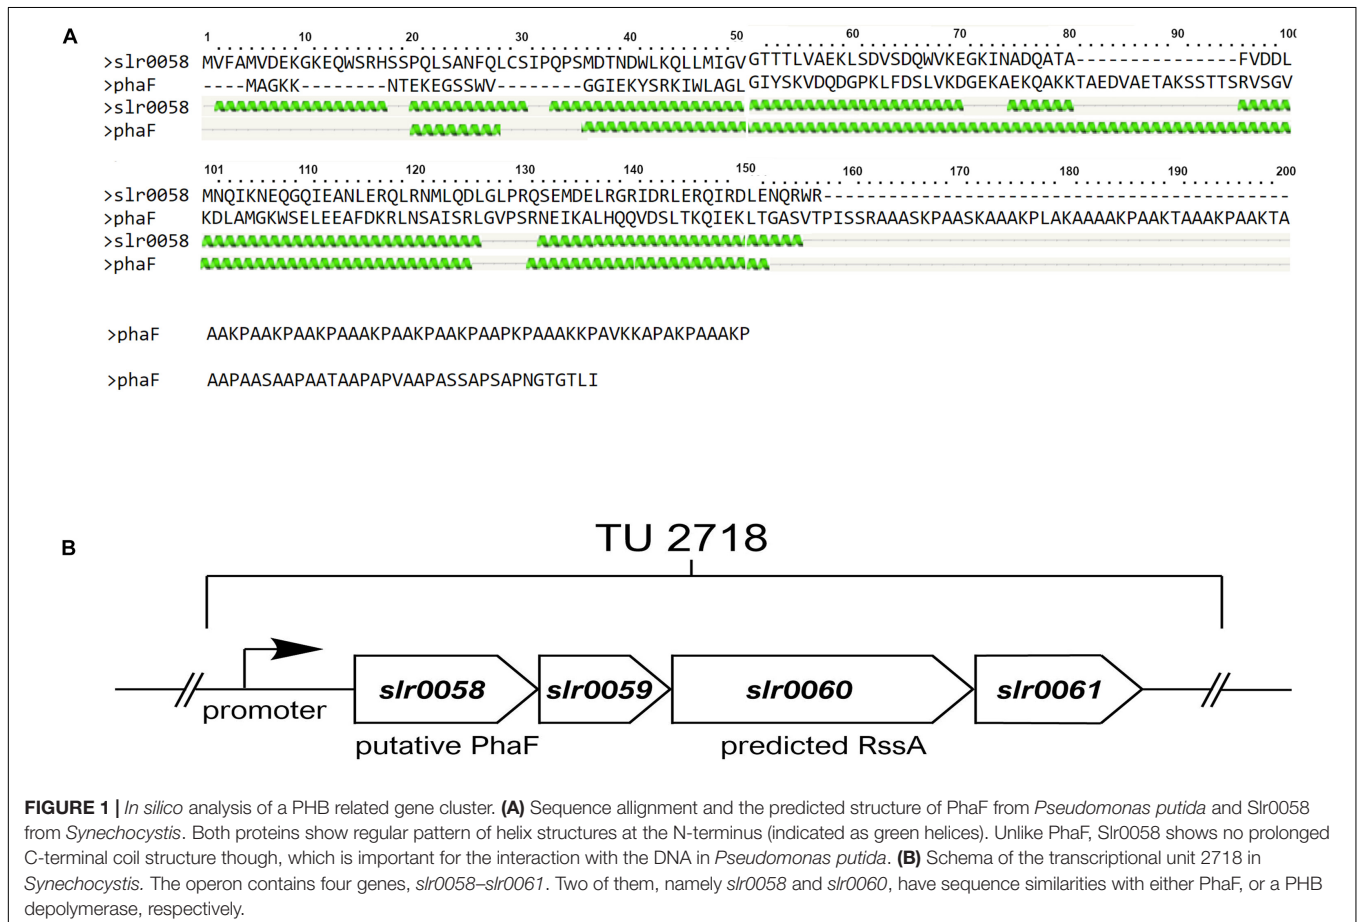 A
1 10 20 30 40 50 60 70 80 90 100
>slr0058 MVFAMVDEKGKEQWSRHSSPQLSANFQLCSIPQPSMDTNDWLKQLLMIGV GTTTLVAEKLSDVSDQWVKEGKINADQATA---------------FVDDL
>phaF ----MAGKK--------NTEKEGSSWV--------GGIEKYSRKIWLAGL GIYSKVDQDGPKLFDSLVKDGEKAEKQAKKTAEDVAETAKSSTTSRVSGV
>slr0058
>phaF
101 110 120 130 140 150 160 170 180 190 200
>slr0058 MNQIKNEQGQIEANLERQLRNMLQDLGLPRQSEMDELRGRIDRLERQIRDLENQRWR-------------------------------------------
>phaF KDLAMGKWSELEEAFDKRLNSAISRLGVPSRNEIKALHQQVDSLTKQIEKLTGASVTPISSRAAASKPAASKAAAKPLAKAAAAKPAAKTAAAKPAAKTA
>slr0058
>phaF
>phaF AAKPAAKPAAKPAAAKPAAKPAAKPAAPKPAAAKKPAVKKAPAKPAAAKP
>phaF AAPAASAAPAATAAPAPVAAPASSAPSAPNGTGTLI
B
TU 2718
slr0058 slr0059 slr0060 slr0061
promoter
putative PhaF predicted RssA
FIGURE 1 | In silico analysis of a PHB related gene cluster. (A) Sequence allignment and the predicted structure of PhaF from Pseudomonas putida and Slr0058
from Synechocystis. Both proteins show regular pattern of helix structures at the N-terminus (indicated as green helices). Unlike PhaF, Slr0058 shows no prolonged
C-terminal coil structure though, which is important for the interaction with the DNA in Pseudomonas putida. (B) Schema of the transcriptional unit 2718 in
Synechocystis. The operon contains four genes, slr0058–slr0061. Two of them, namely slr0058 and slr0060, have sequence similarities with either PhaF, or a PHB
depolymerase, respectively.